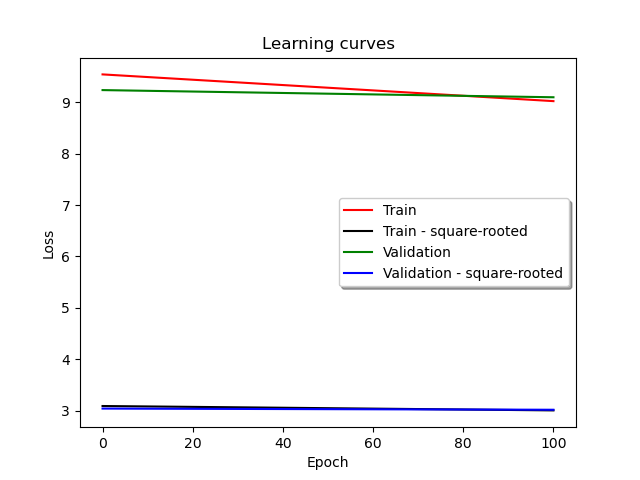 Learning curves
9
8
7
6
5
4
3
Loss
Train
Train - square-rooted
Validation
Validation - square-rooted
0 20 40 60 80 100
Epoch